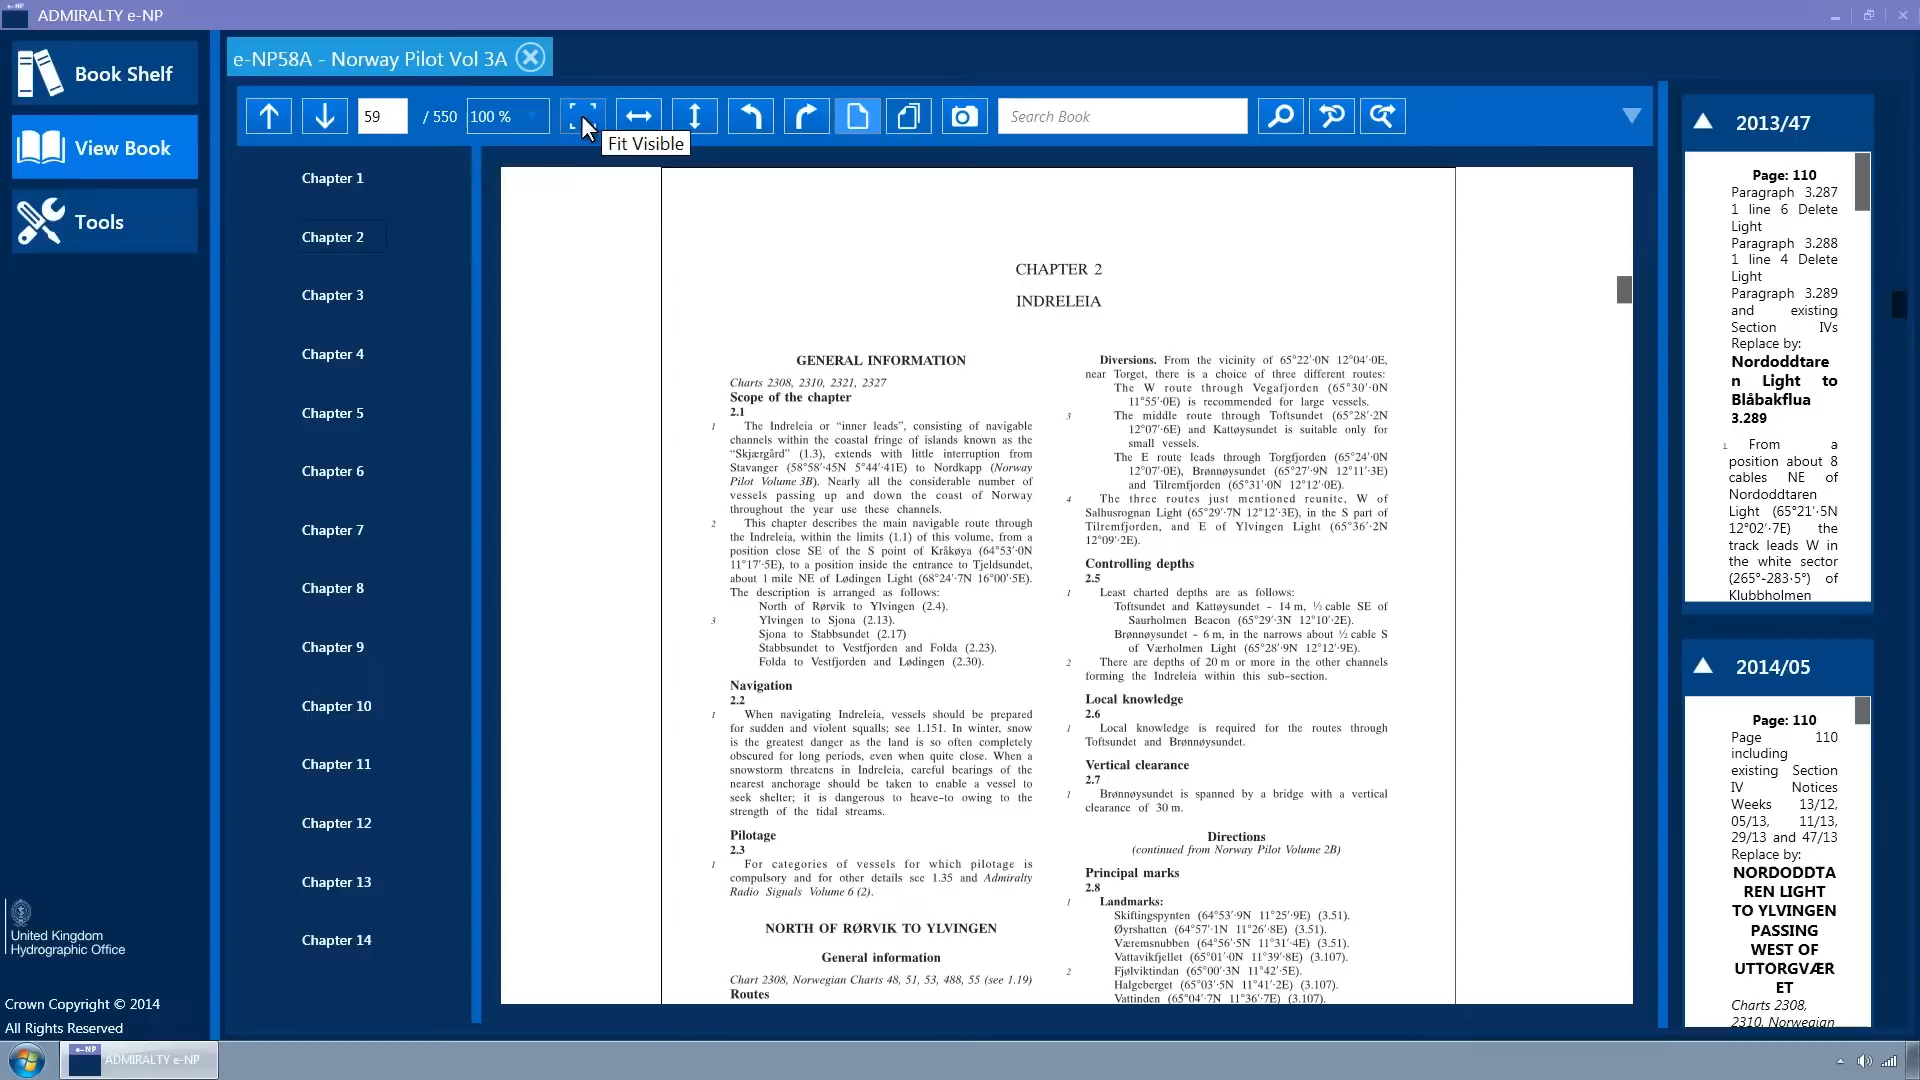 ADMIRALTY e-NP
Book Shelf
View Book
Tools
United Kingdom
Hydrographic Office
Crown Copyright © 2014
All Rights Reserved
e-NP58A - Norway Pilot Vol 3A
59 / 550 100 %
Search Book
Fit Visible
Chapter 1
Chapter 2
Chapter 3
Chapter 4
Chapter 5
Chapter 6
Chapter 7
Chapter 8
Chapter 9
Chapter 10
Chapter 11
Chapter 12
Chapter 13
Chapter 14
CHAPTER 2
INDRELEIA
GENERAL INFORMATION
Charts 2308, 2310, 2321, 2327
Scope of the chapter
2.1
1 The Indreleia or “inner leads”, consisting of navigable
channels within the coastal fringe of islands known as the
“Skjærgård” (1.3), extends with little interruption from
Stavanger (58°58′·45N 5°44′·41E) to Nordkapp (Norway
Pilot Volume 3B). Nearly all the considerable number of
vessels passing up and down the coast of Norway
throughout the year use these channels.
2 This chapter describes the main navigable route through
the Indreleia, within the limits (1.1) of this volume, from a
position close SE of the S point of Kråkøya (64°53′·0N
11°17′·5E), to a position inside the entrance to Tjeldsundet,
about 1 mile NE of Lødingen Light (68°24′·7N 16°00′·5E).
The description is arranged as follows:
North of Rørvik to Ylvingen (2.4).
3 Ylvingen to Sjona (2.13).
Sjona to Stabbsundet (2.17)
Stabbsundet to Vestfjorden and Folda (2.23).
Folda to Vestfjorden and Lødingen (2.30).
Navigation
2.2
1 When navigating Indreleia, vessels should be prepared
for sudden and violent squalls; see 1.151. In winter, snow
is the greatest danger as the land is so often completely
obscured for long periods, even when quite close. When a
snowstorm threatens in Indreleia, careful bearings of the
nearest anchorage should be taken to enable a vessel to
seek shelter; it is dangerous to heave-to owing to the
strength of the tidal streams.
Pilotage
2.3
1 For categories of vessels for which pilotage is
compulsory and for other details see 1.35 and Admiralty
Radio Signals Volume 6 (2).
NORTH OF RØRVIK TO YLVINGEN
General information
Chart 2308, Norwegian Charts 48, 51, 53, 488, 55 (see 1.19)
Routes
Diversions. From the vicinity of 65°22′·0N 12°04′·0E,
near Torget, there is a choice of three different routes:
The W route through Vegafjorden (65°30′·0N
11°55′·0E) is recommended for large vessels.
3 The middle route through Toftsundet (65°28′·2N
12°07′·6E) and Kattøysundet is suitable only for
small vessels.
The E route leads through Torgfjorden (65°24′·0N
12°07′·0E), Brønnøysundet (65°27′·9N 12°11′·3E)
and Tilremfjorden (65°31′·0N 12°12′·0E).
4 The three routes just mentioned reunite, W of
Salhusrognan Light (65°29′·7N 12°12′·3E), in the S part of
Tilremfjorden, and E of Ylvingen Light (65°36′·2N
12°09′·2E).
Controlling depths
2.5
1 Least charted depths are as follows:
Toftsundet and Kattøysundet - 14 m, ½ cable SE of
Saurholmen Beacon (65°29′·3N 12°10′·2E).
Brønnøysundet - 6 m, in the narrows about ½ cable S
of Værholmen Light (65°28′·9N 12°12′·9E).
2 There are depths of 20 m or more in the other channels
forming the Indreleia within this sub-section.
Local knowledge
2.6
1 Local knowledge is required for the routes through
Toftsundet and Brønnøysundet.
Vertical clearance
2.7
1 Brønnøysundet is spanned by a bridge with a vertical
clearance of 30 m.
Directions
(continued from Norway Pilot Volume 2B)
Principal marks
2.8
1 Landmarks:
Skiftingspynten (64°53′·9N 11°25′·9E) (3.51).
Øyrshatten (64°57′·1N 11°26′·8E) (3.51).
Væremsnubben (64°56′·5N 11°31′·4E) (3.51).
Vattavikfjellet (65°01′·0N 11°39′·8E) (3.107).
2 Fjølviktindan (65°00′·3N 11°42′·5E).
Halgeberget (65°03′·5N 11°41′·2E) (3.107).
Vattinden (65°04′·7N 11°36′·7E) (3.107).
2013/47
Page: 110
Paragraph 3.287
1 line 6 Delete
Light
Paragraph 3.288
1 line 4 Delete
Light
Paragraph 3.289
and existing
Section IVs
Replace by:
Nordoddtare
n Light to
Blåbakflua
3.289
1. From a
position about 8
cables NE of
Nordoddtaren
Light (65°21′·5N
12°02′·7E) the
track leads W in
the white sector
(265°-283·5°) of
Klubbholmen
2014/05
Page: 110
Page 110
including
existing Section
IV Notices
Weeks 13/12,
05/13, 11/13,
29/13 and 47/13
Replace by:
NORDODDTA
REN LIGHT
TO YLVINGEN
PASSING
WEST OF
UTTORGVÆR
ET
Charts 2308,
2310, Norwegian
e-NP
ADMIRALTY e-NP